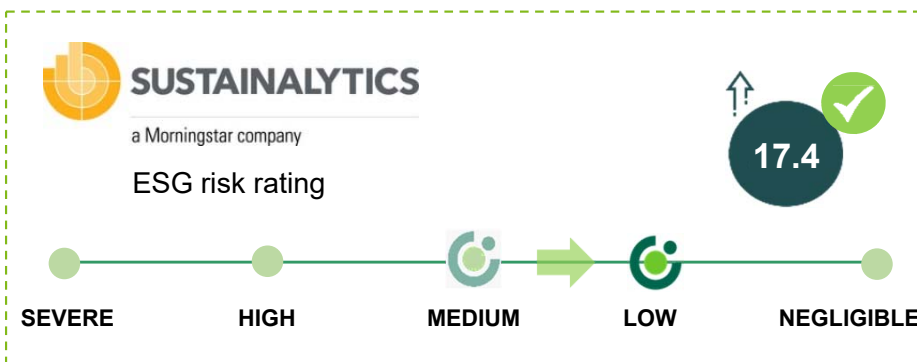 SUSTAINALYTICS
a Morningstar company
ESG risk rating
17.4
SEVERE HIGH MEDIUM LOW NEGLIGIBLE